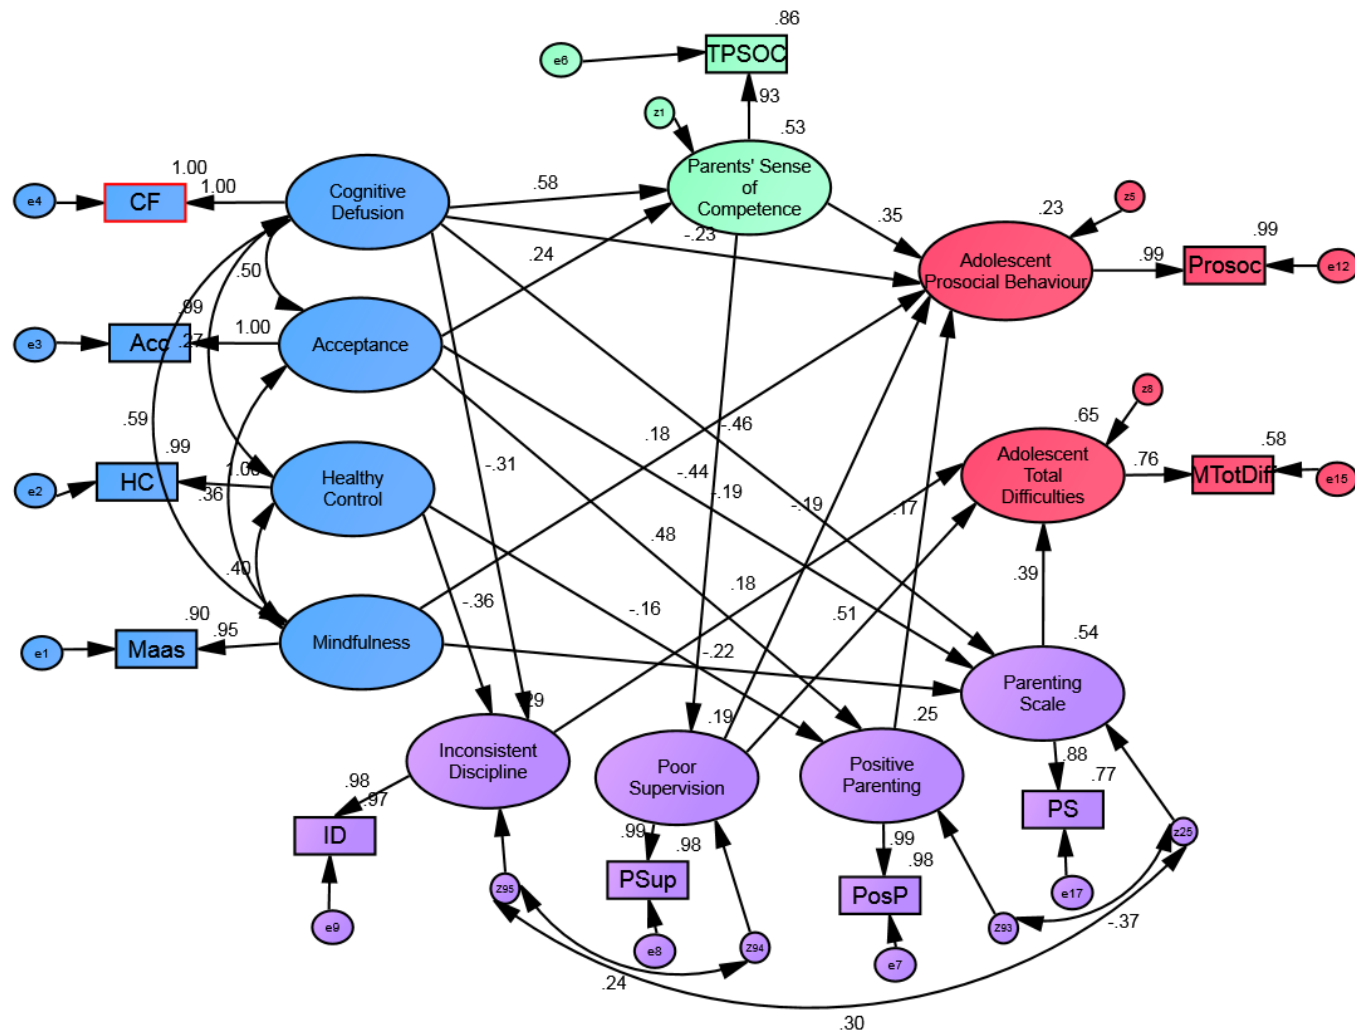 .86
TPSOC
e6
.93
z1
.53
Parents' Sense
of
Competence
1.00
1.00
CF
e4
Cognitive
Defusion
.58
-.23
.35
.23
z5
.99
.99
Prosoc
e12
Adolescent
Prosocial Behaviour
.50
.24
.99
1.00
Acc
e3
.27
Acceptance
z8
.65
.58
.76
MTotDiff
e15
Adolescent
Total
Difficulties
.59
.99
1.00
HC
e2
.36
Healthy
Control
-.31
.18
-.46
-.44
-.19
-.19
.17
.48
.40
.39
.90
.95
Maas
e1
Mindfulness
-.36
-.16
.18
.51
-.22
.54
Parenting
Scale
.29
.19
.25
Inconsistent
Discipline
Poor
Supervision
Positive
Parenting
.88
.77
PS
z25
.98
.97
ID
.99
.98
PSup
.99
.98
PosP
e17
z95
e9
e8
z94
e7
z93
-.37
.24
.30